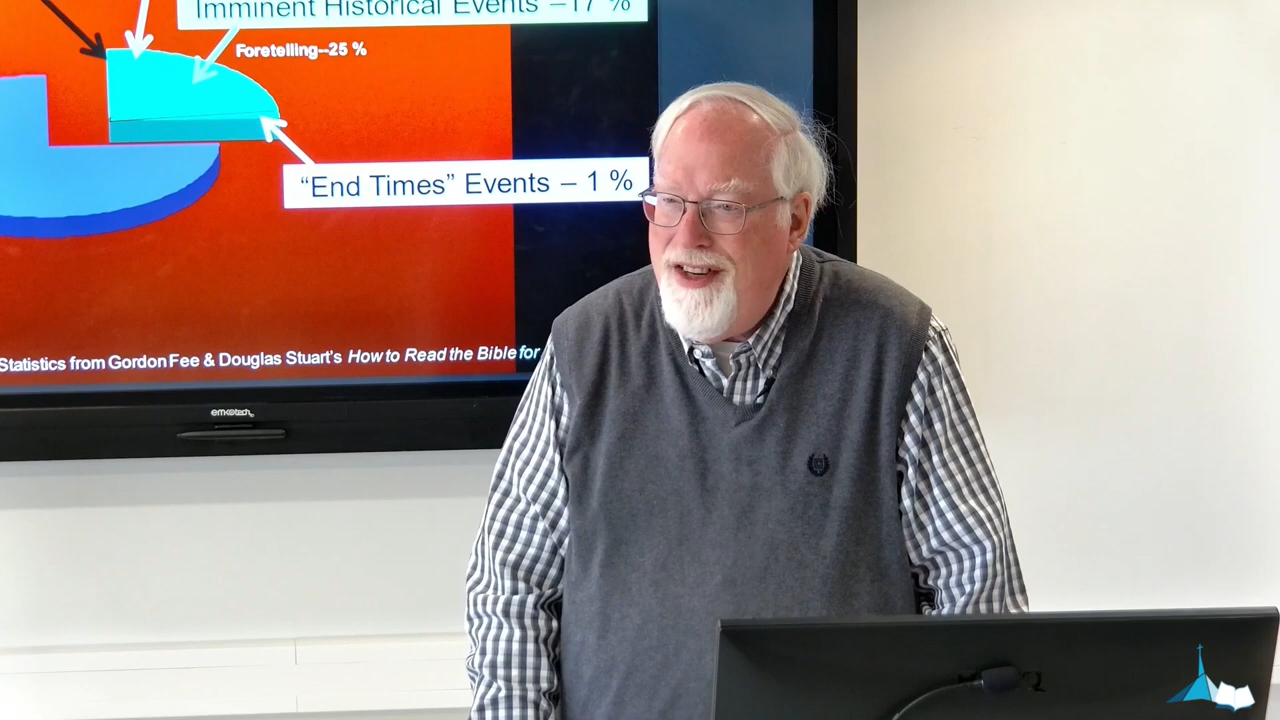 Imminent Historical Events –17 %
Foretelling--25 %
“End Times” Events – 1 %
Statistics from Gordon Fee & Douglas Stuart's How to Read the Bible for
emkotech